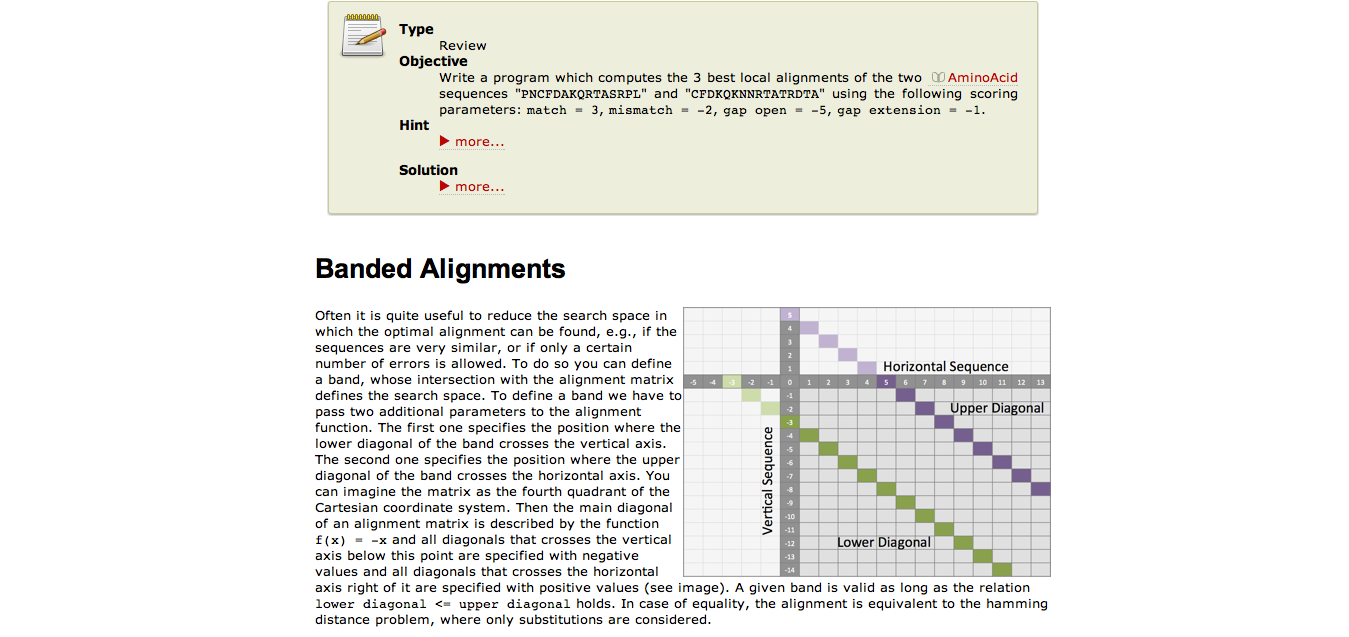 Type
Review
Objective
Write a program which computes the 3 best local alignments of the two AminoAcid
sequences "PNCFDAKQRTASRPL" and "CFDKQKNNRTATRDTA" using the following scoring
parameters: match = 3, mismatch = -2, gap open = -5, gap extension = -1.
Hint
more...
Solution
more...
Banded Alignments
Often it is quite useful to reduce the search space in
which the optimal alignment can be found, e.g., if the
sequences are very similar, or if only a certain
number of errors is allowed. To do so you can define
a band, whose intersection with the alignment matrix
defines the search space. To define a band we have to
pass two additional parameters to the alignment
function. The first one specifies the position where the
lower diagonal of the band crosses the vertical axis.
The second one specifies the position where the upper
diagonal of the band crosses the horizontal axis. You
can imagine the matrix as the fourth quadrant of the
Cartesian coordinate system. Then the main diagonal
of an alignment matrix is described by the function
f(x) = -x and all diagonals that crosses the vertical
axis below this point are specified with negative
values and all diagonals that crosses the horizontal
axis right of it are specified with positive values (see image). A given band is valid as long as the relation
lower diagonal <= upper diagonal holds. In case of equality, the alignment is equivalent to the hamming
distance problem, where only substitutions are considered.
5
4
3
2
1
Horizontal Sequence
-5 -4 -3 -2 -1 0 1 2 3 4 5 6 7 8 9 10 11 12 13
-1
-2
Upper Diagonal
-3
-4
-5
-6
-7
-8
-9
-10
-11
-12
-13
-14
Vertical Sequence
Lower Diagonal